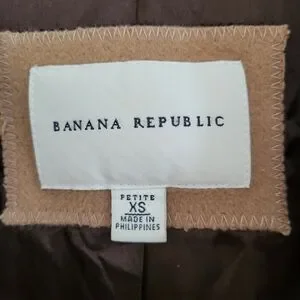 BANANA REPUBLIC
PETITE
XS
MADE IN
PHILIPPINES